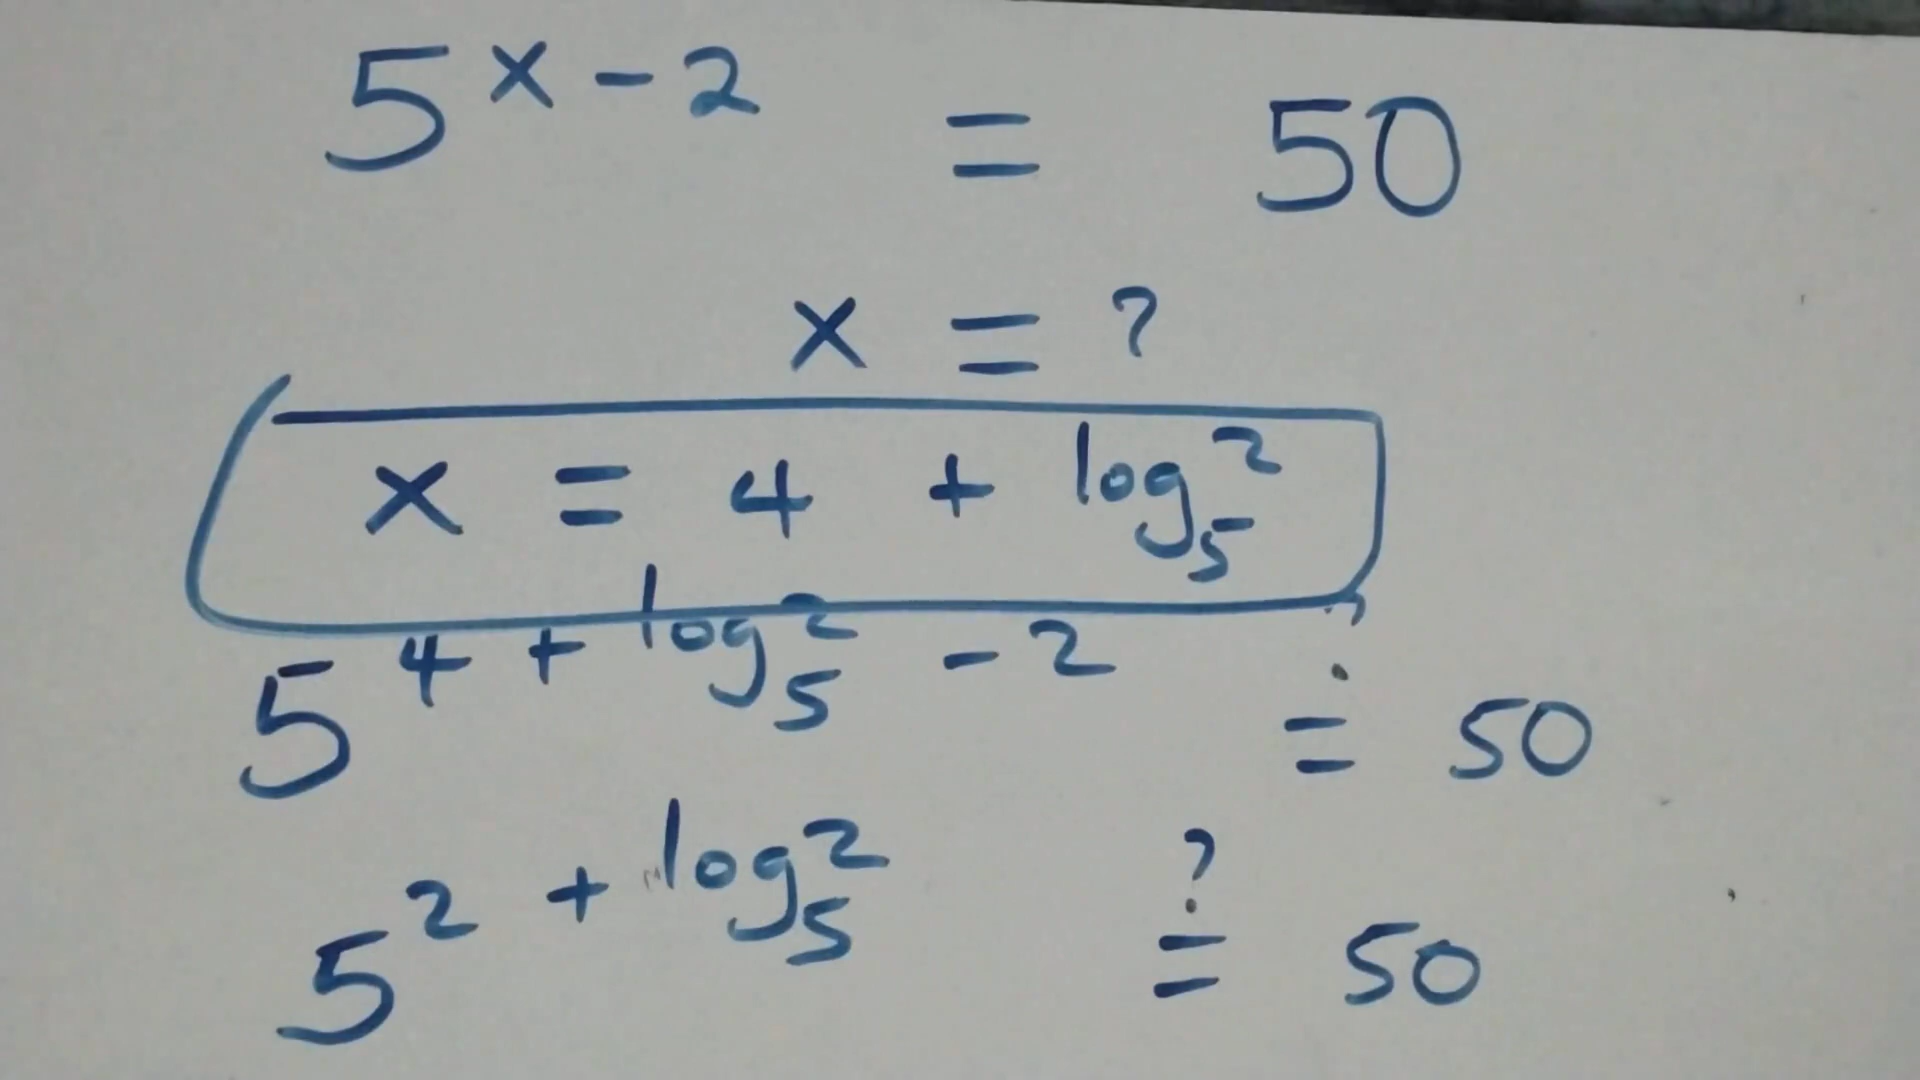 5^{x-2} = 50
x = ?
x = 4 + log_5^2
5^{4 + log_5^2 - 2} ≟ 50
5^{2 + log_5^2} ≟ 50